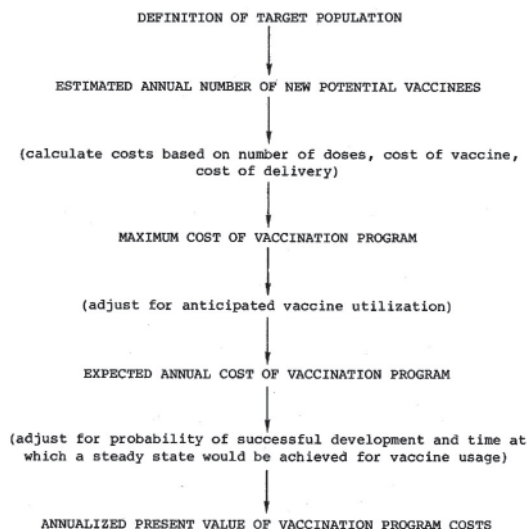 DEFINITION OF TARGET POPULATION
ESTIMATED ANNUAL NUMBER OF NEW POTENTIAL VACCINEES
(calculate costs based on number of doses, cost of vaccine,
cost of delivery)
MAXIMUM COST OF VACCINATION PROGRAM
(adjust for anticipated vaccine utilization)
EXPECTED ANNUAL COST OF VACCINATION PROGRAM
(adjust for probability of successful development and time at
which a steady state would be achieved for vaccine usage)
ANNUALIZED PRESENT VALUE OF VACCINATION PROGRAM COSTS